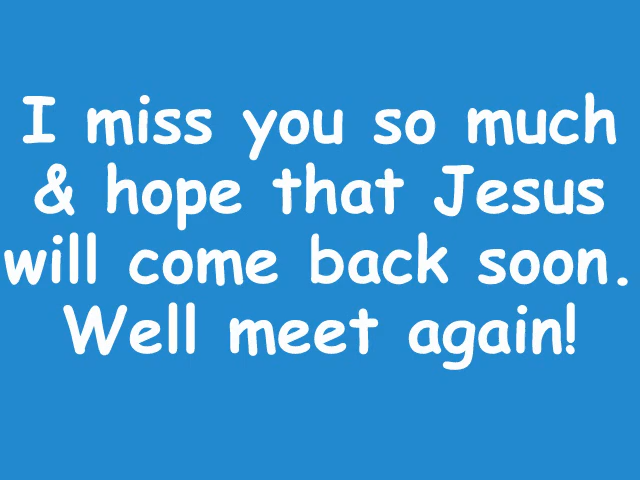 I miss you so much
& hope that Jesus
will come back soon.
Well meet again!